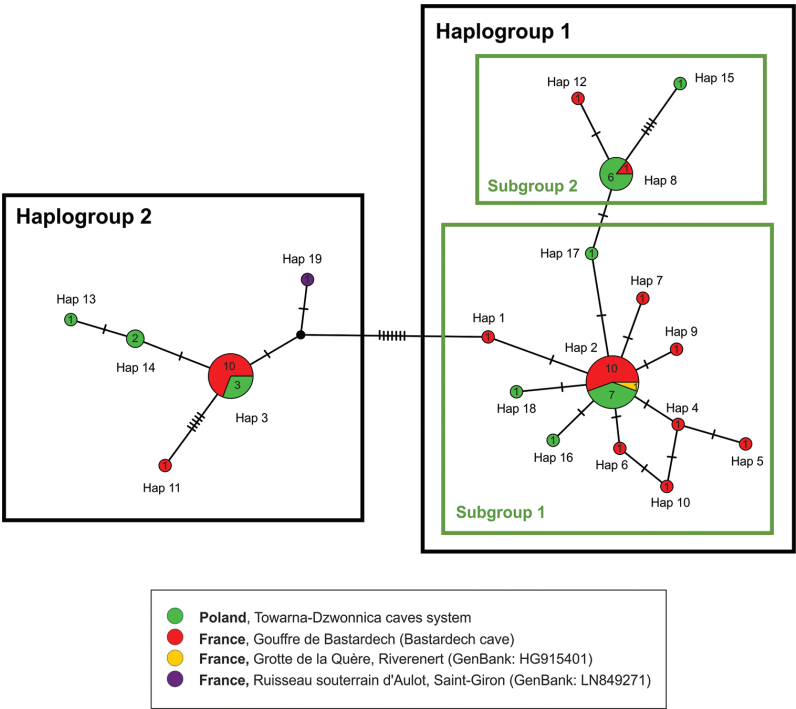 Haplogroup 1
Hap 12
1
1
Hap 15
1
6
Subgroup 2
Hap 8
Haplogroup 2
Hap 19
1
Hap 17
1
Hap 13
1
Hap 7
1
Hap 1
1
2
Hap 14
Hap 2
Hap 9
1
10
1
7
10
3
Hap 3
1
Hap 18
Hap 4
1
1
Hap 16
1
Hap 6
1
Hap 5
1
Hap 11
1
Hap 10
Subgroup 1
Poland, Towarna-Dzwonnica caves system
France, Gouffre de Bastardech (Bastardech cave)
France, Grotte de la Quère, Riverenert (GenBank: HG915401)
France, Ruisseau souterrain d'Aulot, Saint-Giron (GenBank: LN849271)